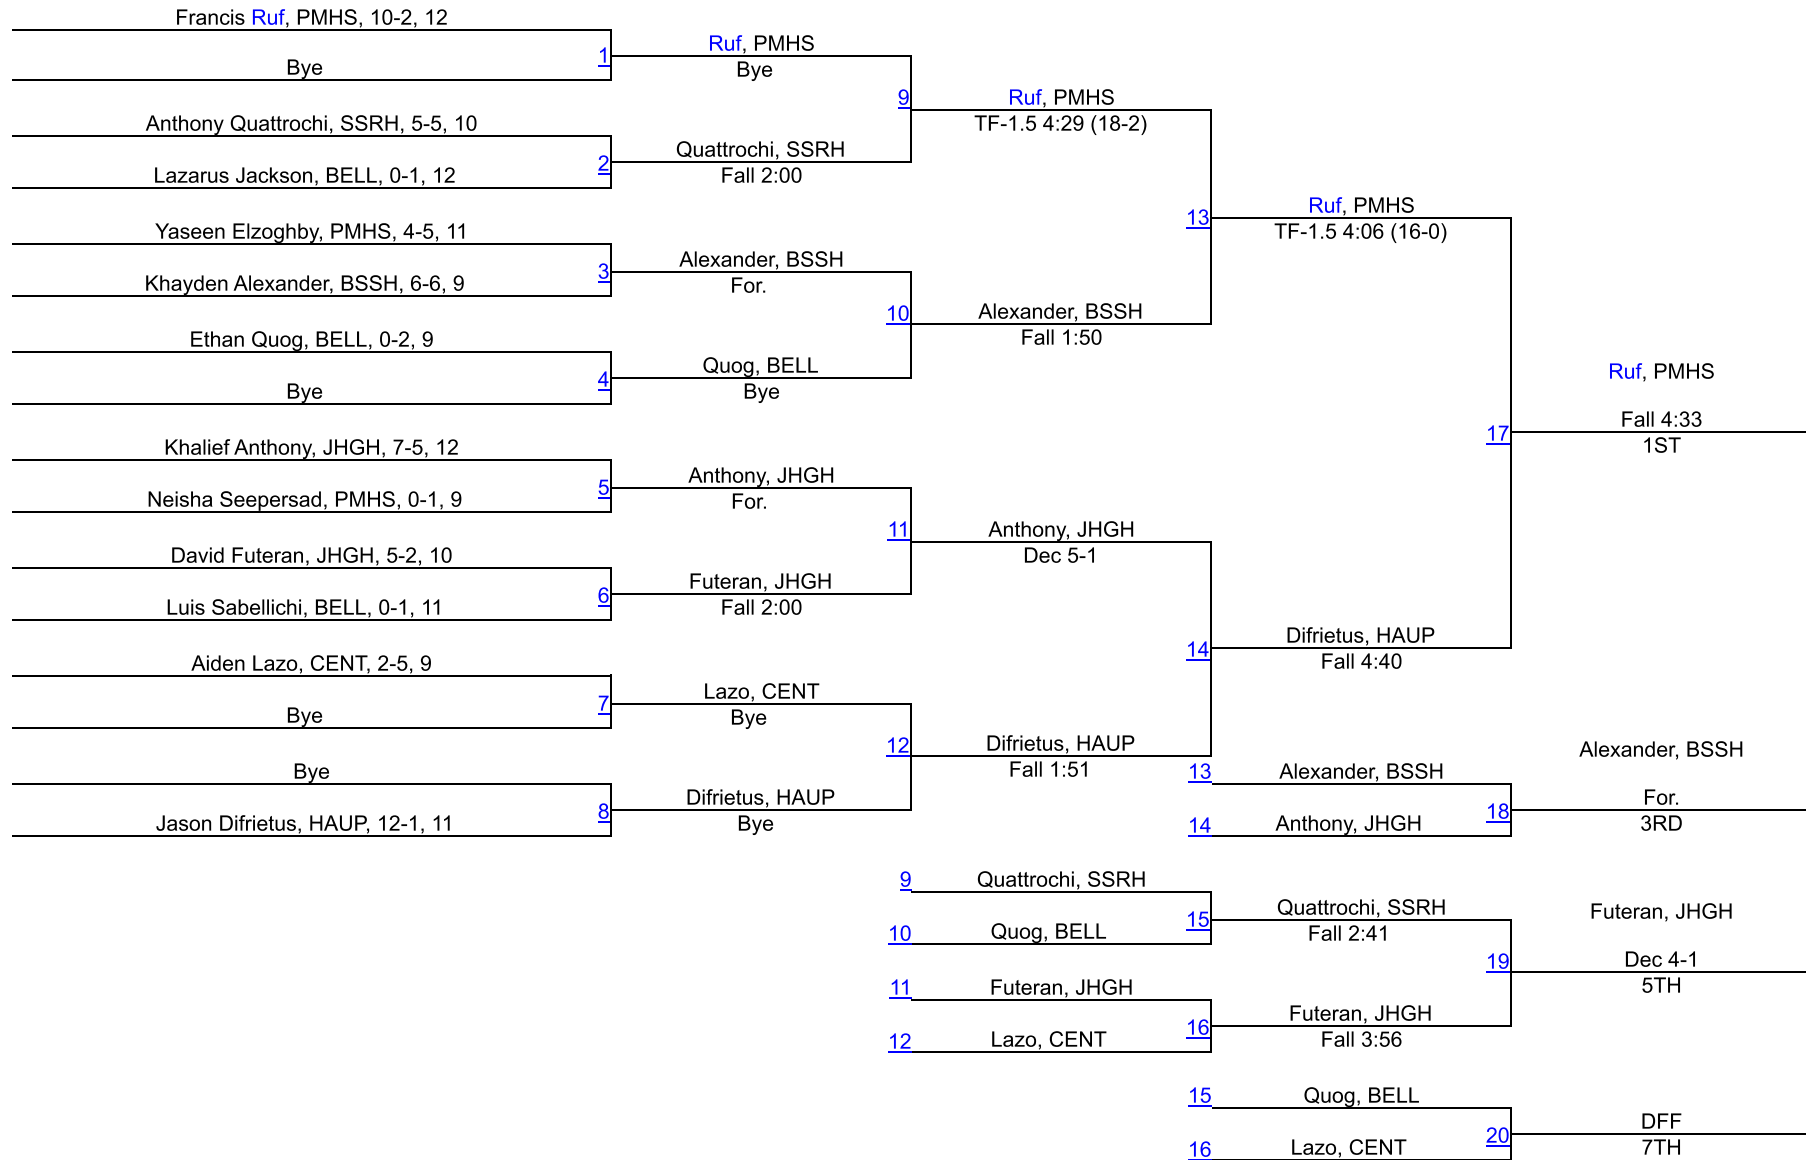 Francis Ruf, PMHS, 10-2, 12
1
Bye
Ruf, PMHS
Bye
9
Anthony Quattrochi, SSRH, 5-5, 10
2
Lazarus Jackson, BELL, 0-1, 12
Quattrochi, SSRH
Fall 2:00
Ruf, PMHS
TF-1.5 4:29 (18-2)
13
Yaseen Elzoghby, PMHS, 4-5, 11
3
Khayden Alexander, BSSH, 6-6, 9
Alexander, BSSH
For.
10
Ethan Quog, BELL, 0-2, 9
4
Bye
Quog, BELL
Bye
Alexander, BSSH
Fall 1:50
Ruf, PMHS
TF-1.5 4:06 (16-0)
17
Khalief Anthony, JHGH, 7-5, 12
5
Neisha Seepersad, PMHS, 0-1, 9
Anthony, JHGH
For.
11
David Futeran, JHGH, 5-2, 10
6
Luis Sabellichi, BELL, 0-1, 11
Futeran, JHGH
Fall 2:00
Anthony, JHGH
Dec 5-1
14
Aiden Lazo, CENT, 2-5, 9
7
Bye
Lazo, CENT
Bye
12
Bye
8
Jason Difrietus, HAUP, 12-1, 11
Difrietus, HAUP
Bye
Difrietus, HAUP
Fall 1:51
Difrietus, HAUP
Fall 4:40
Ruf, PMHS
Fall 4:33
1ST
13
Alexander, BSSH
14
Anthony, JHGH
18
Alexander, BSSH
For.
3RD
9
Quattrochi, SSRH
10
Quog, BELL
15
Quattrochi, SSRH
Fall 2:41
11
Futeran, JHGH
12
Lazo, CENT
16
Futeran, JHGH
Fall 3:56
19
Futeran, JHGH
Dec 4-1
5TH
15
Quog, BELL
16
Lazo, CENT
20
DFF
7TH